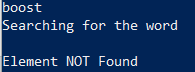 boost
Searching for the word
Element NOT Found